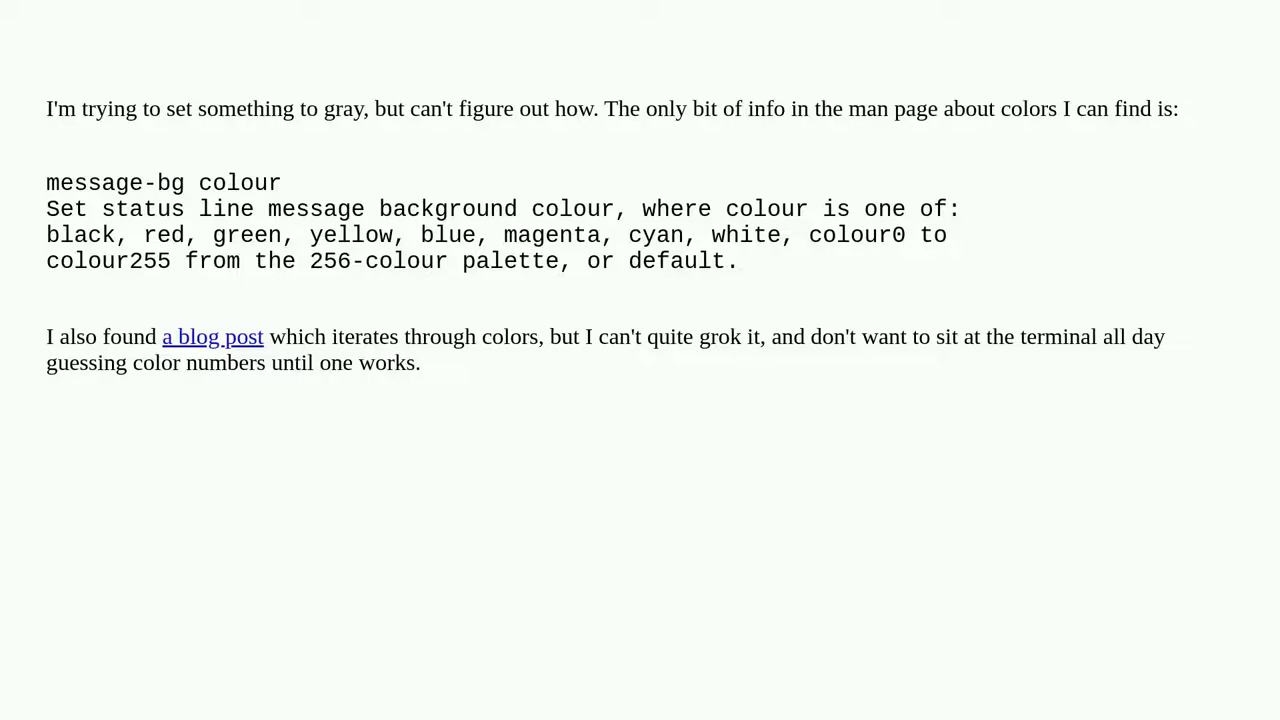 I'm trying to set something to gray, but can't figure out how. The only bit of info in the man page about colors I can find is:
message-bg colour
Set status line message background colour, where colour is one of:
black, red, green, yellow, blue, magenta, cyan, white, colour0 to
colour255 from the 256-colour palette, or default.
I also found a blog post which iterates through colors, but I can't quite grok it, and don't want to sit at the terminal all day
guessing color numbers until one works.